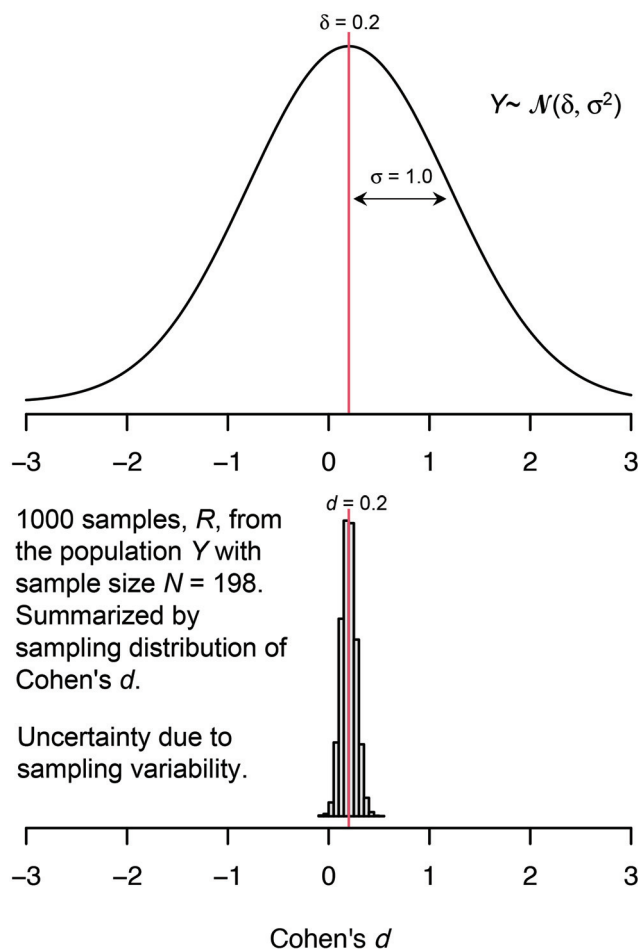 δ = 0.2
Y~ 𝒩(δ, σ²)
σ = 1.0
−3 −2 −1 0 1 2 3
1000 samples, R, from
the population Y with
sample size N = 198.
Summarized by
sampling distribution of
Cohen's d.
Uncertainty due to
sampling variability.
d = 0.2
−3 −2 −1 0 1 2 3
Cohen's d